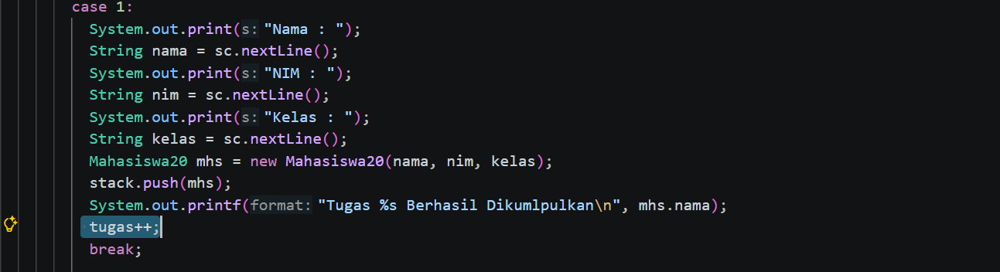 case 1:
System.out.print(s: "Nama : ");
String nama = sc.nextLine();
System.out.print(s: "NIM : ");
String nim = sc.nextLine();
System.out.print(s: "Kelas : ");
String kelas = sc.nextLine();
Mahasiswa20 mhs = new Mahasiswa20(nama, nim, kelas);
stack.push(mhs);
System.out.printf(format: "Tugas %s Berhasil Dikumlpulkan\n", mhs.nama);
tugas++;
break;